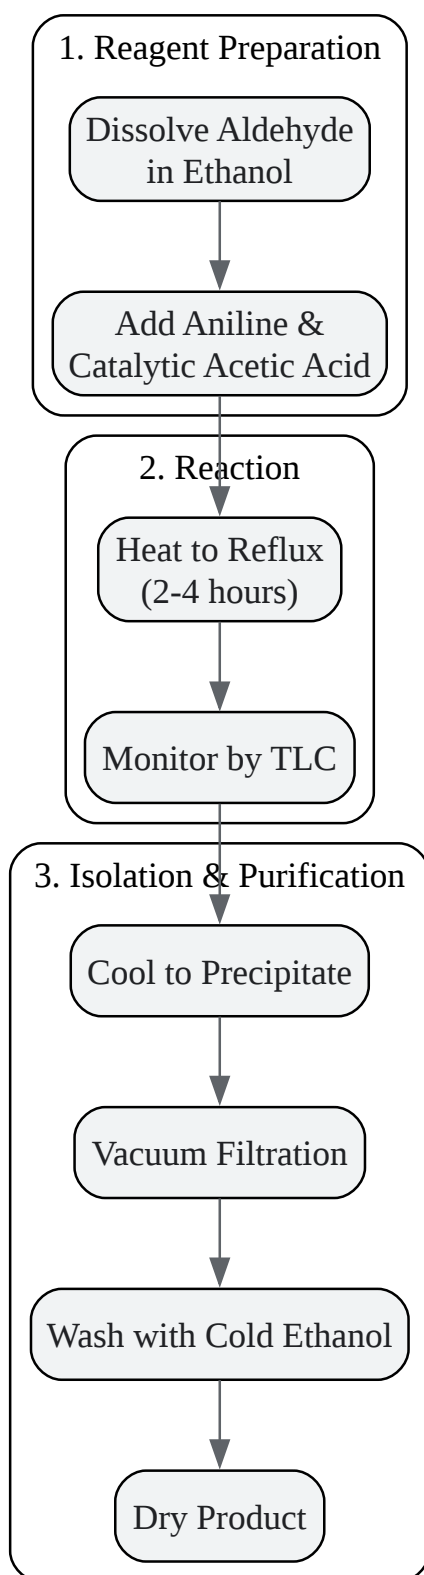 1. Reagent Preparation
Dissolve Aldehyde
in Ethanol
Add Aniline &
Catalytic Acetic Acid
2. Reaction
Heat to Reflux
(2-4 hours)
Monitor by TLC
3. Isolation & Purification
Cool to Precipitate
Vacuum Filtration
Wash with Cold Ethanol
Dry Product